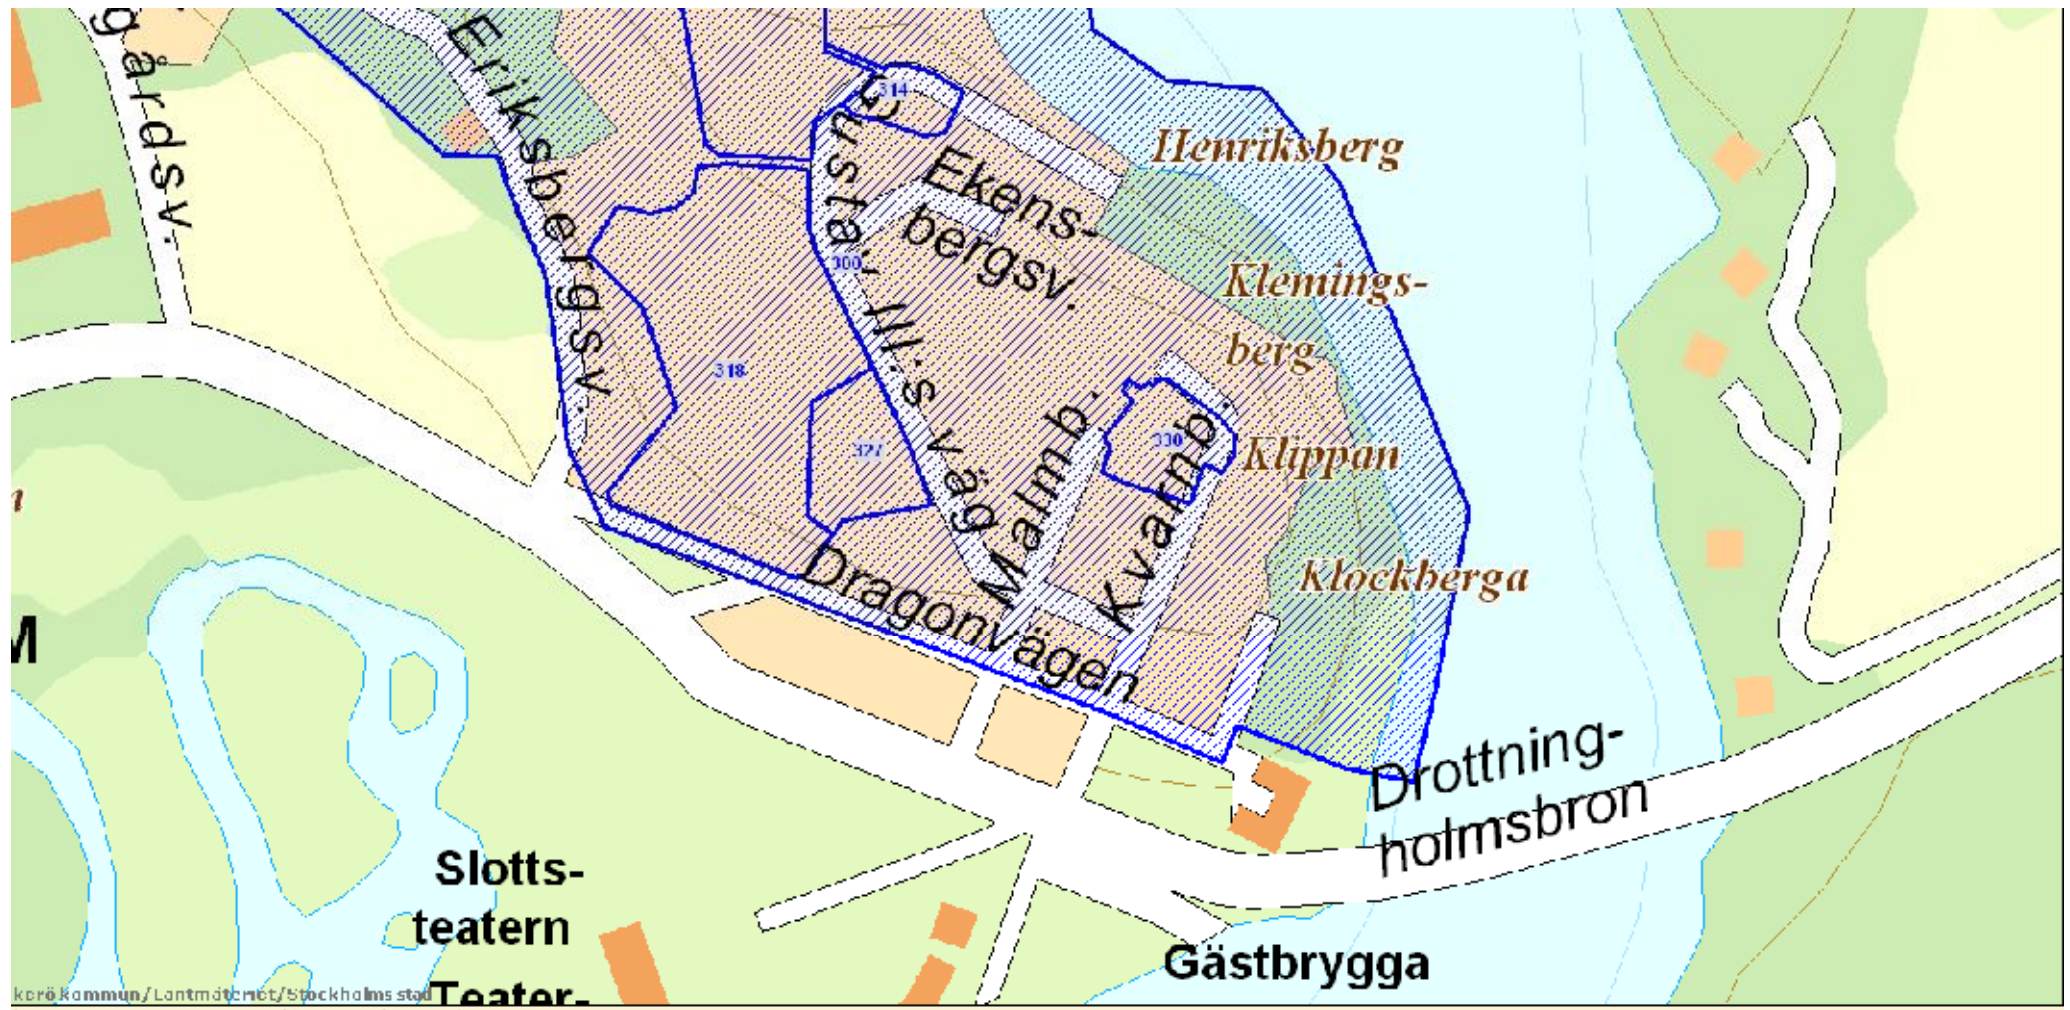 gårdsv.
Eriksbergsv.
314
Gustav III:s väg
Ekens-
bergsv.
Henriksberg
300
Klemings-
berg
318
327
Malmb.
Kvarnb.
330
Klippan
Klockberga
Dragonvägen
M
Drottning-
holmsbron
Slotts-
teatern
Gästbrygga
Teater-